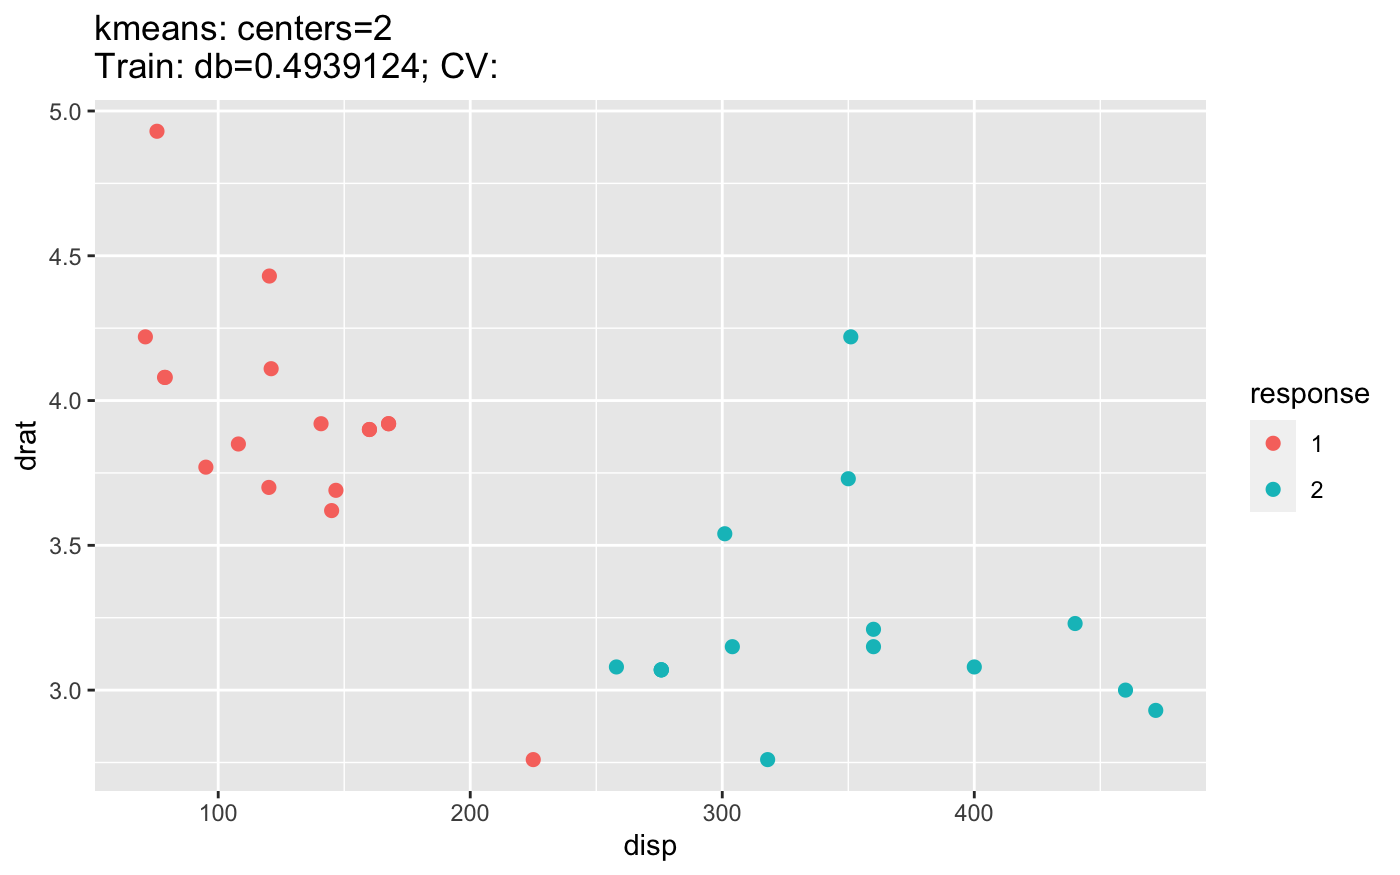 kmeans: centers=2
Train: db=0.4939124; CV:
5.0
4.5
4.0
3.5
3.0
drat
100
200
300
400
disp
response
1
2